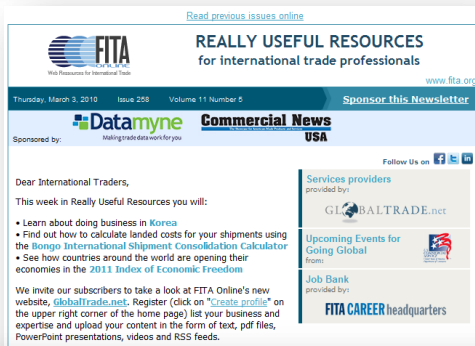 Read previous issues online
FITA
ONLINE
Web Resources for International Trade
REALLY USEFUL RESOURCES
for international trade professionals
www.fita.org
Thursday, March 3, 2010 Issue 258 Volume 11 Number 5 Sponsor this Newsletter
Sponsored by:
Datamyne
Making trade data work for you
Commercial News
USA
Follow Us on
Dear International Traders,
This week in Really Useful Resources you will:
• Learn about doing business in Korea
• Find out how to calculate landed costs for your shipments using
the Bongo International Shipment Consolidation Calculator
• See how countries around the world are opening their
economies in the 2011 Index of Economic Freedom
We invite our subscribers to take a look at FITA Online's new
website, GlobalTrade.net. Register (click on "Create profile" on
the upper right corner of the home page) list your business and
expertise and upload your content in the form of text, pdf files,
PowerPoint presentations, videos and RSS feeds.
Services providers
provided by:
GLOBALTRADE.net
Upcoming Events for
Going Global
from:
Job Bank
provided by:
FITA CAREER headquarters